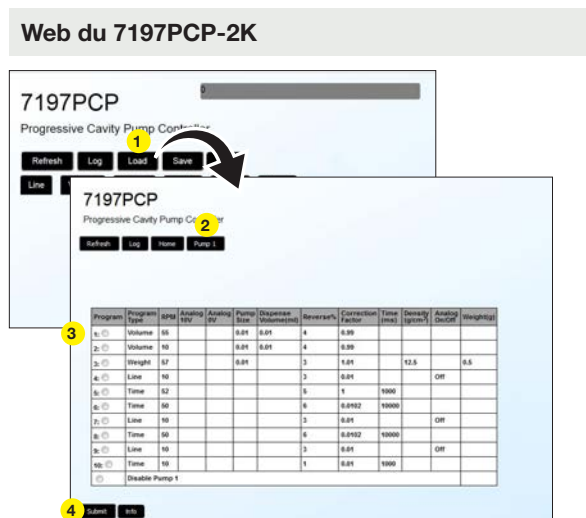 Web du 7197PCP-2K
0
7197PCP
Progressive Cavity Pump
1
Refresh Log Load Save
Line
7197PCP
Progressive Cavity Pump
2
Refresh Log Home Pump 1
Program Program Type RPM Analog 10V Analog 0V Pump Size Dispense Volume(ml) Reverse% Correction Factor Time (ms) Density (g/cm³) Analog On/Off Weight(g)
3
1: Volume 55 0.01 0.01 4 0.99
2: Volume 10 0.01 0.01 4 0.99
3: Weight 57 0.01 3 1.01 12.5 0.5
4: Line 10 3 0.01 Off
5: Time 52 5 1 1000
6: Time 50 6 0.0102 10000
7: Line 10 3 0.01 Off
8: Time 50 6 0.0102 10000
9: Line 10 3 0.01 Off
10: Time 10 1 0.01 1000
Disable Pump 1
4
Submit Info